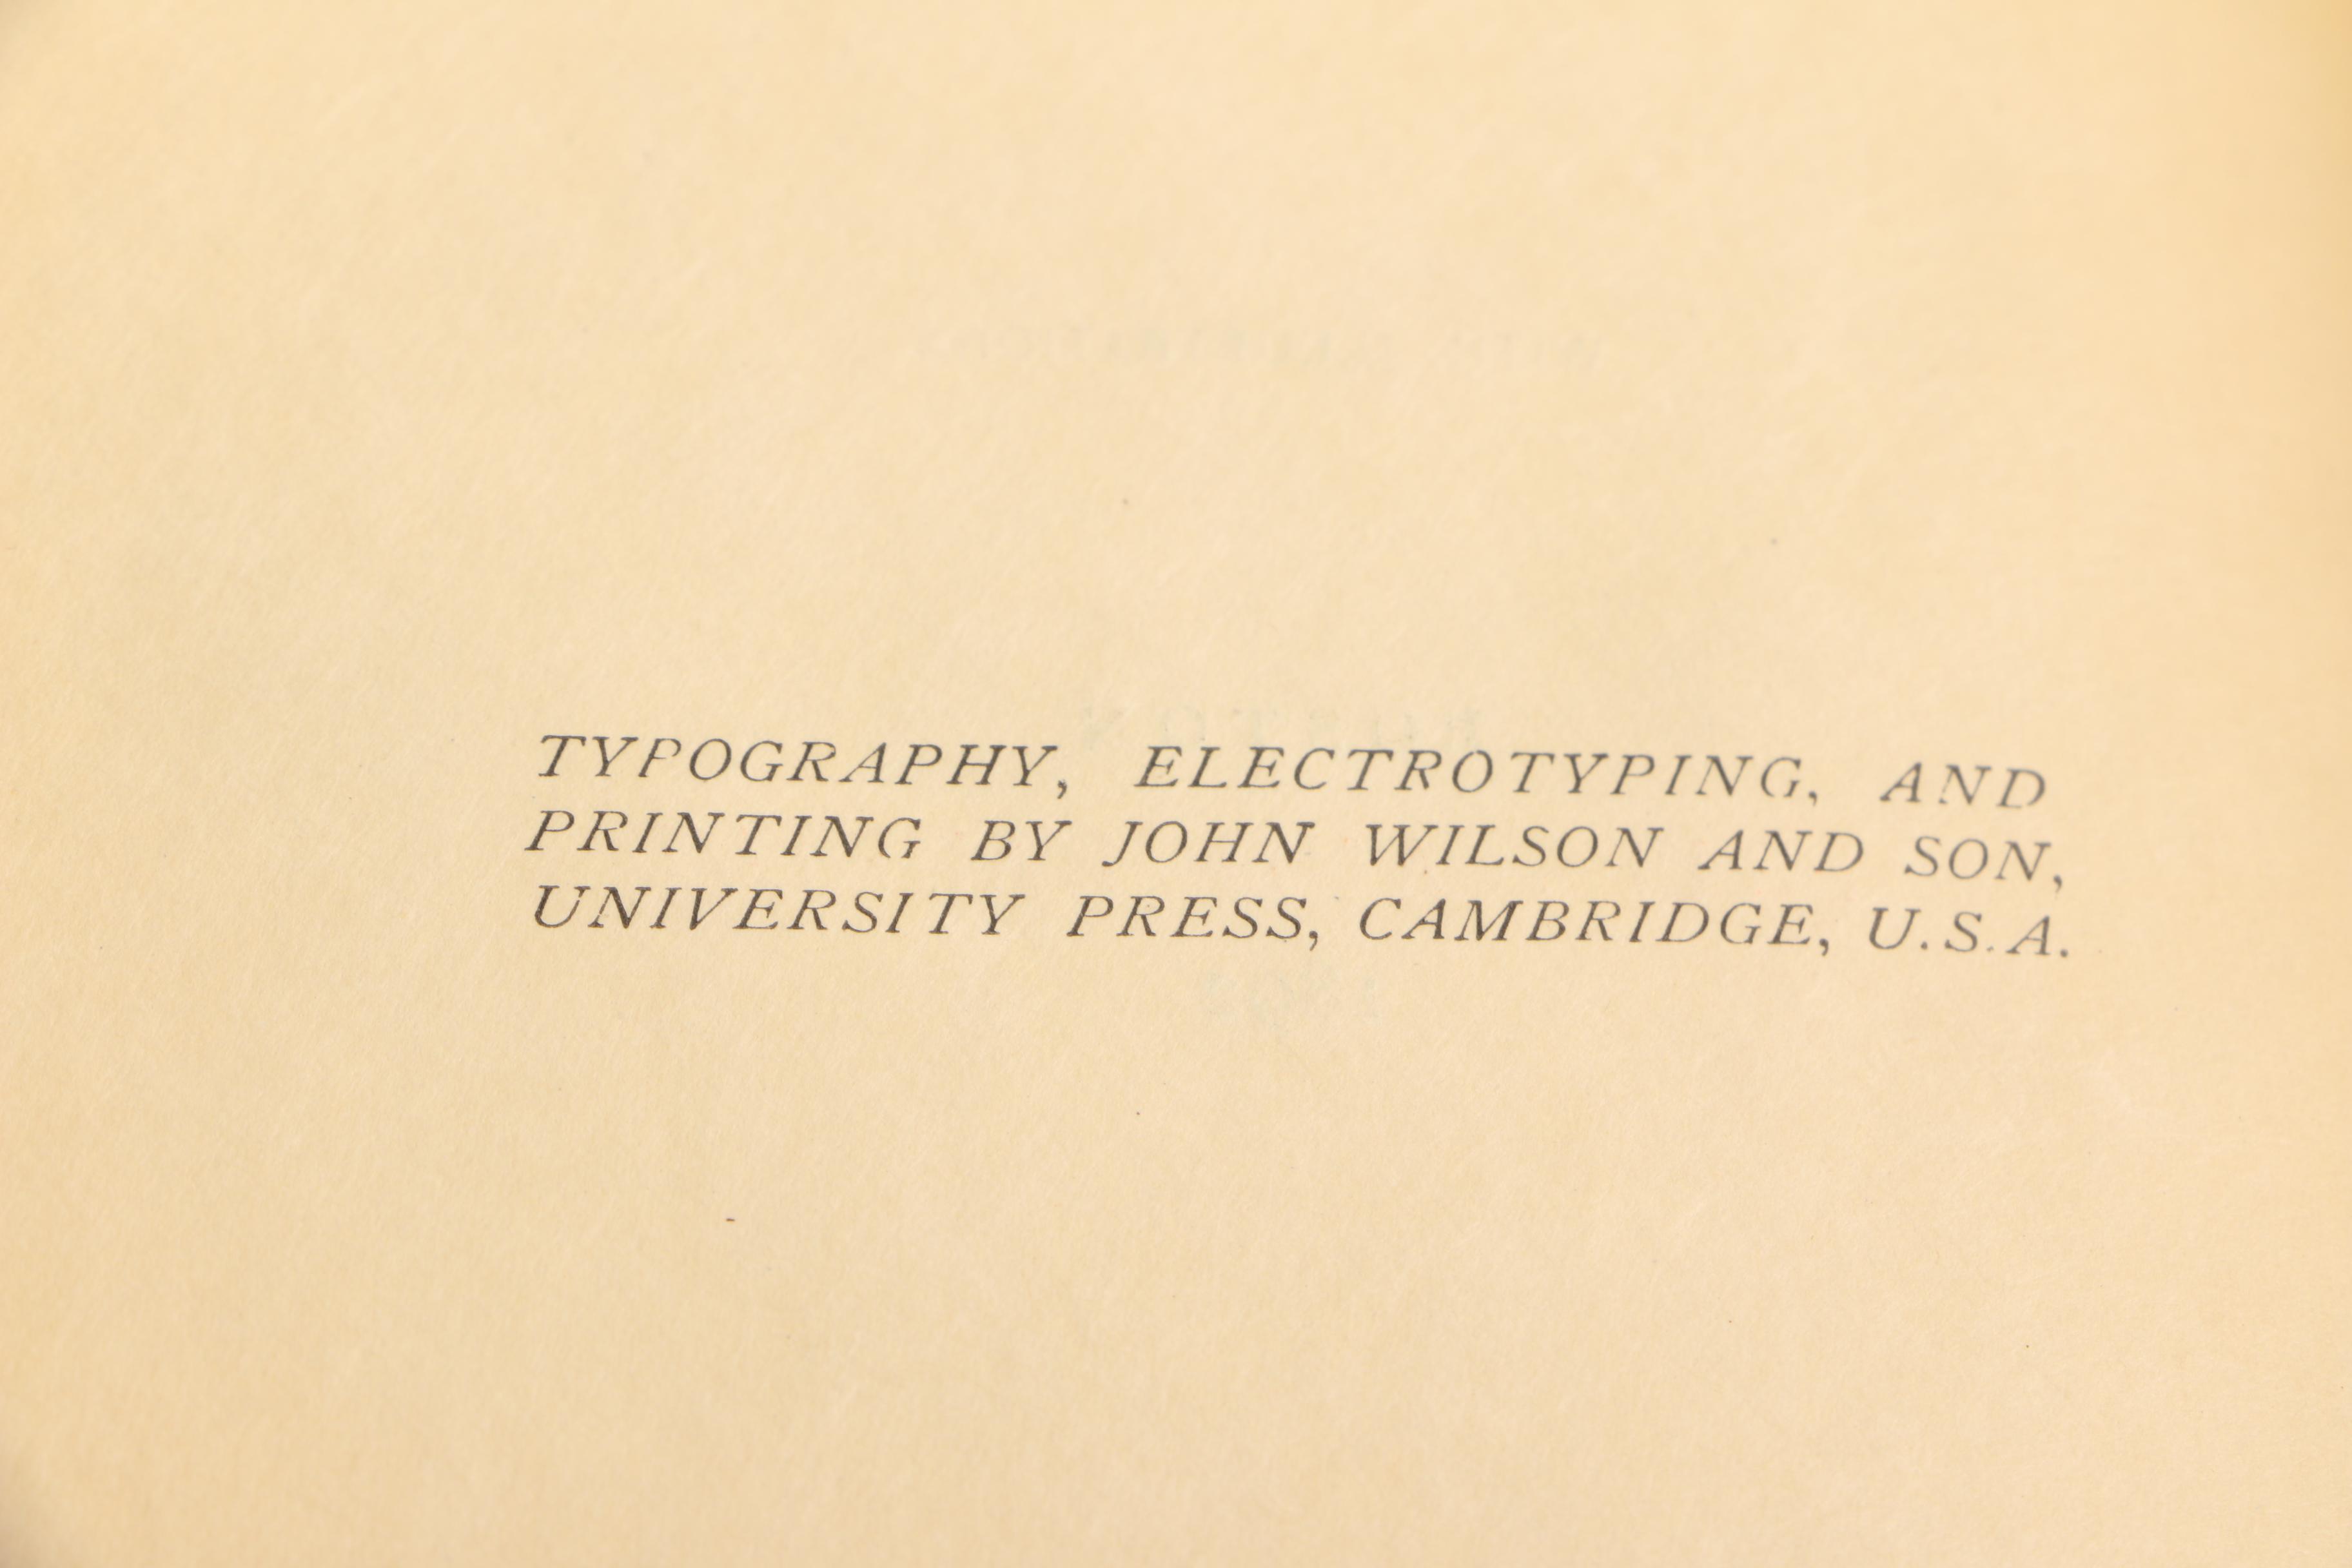 TYPOGRAPHY, ELECTROTYPING, AND
PRINTING BY JOHN WILSON AND SON,
UNIVERSITY PRESS, CAMBRIDGE, U.S.A.